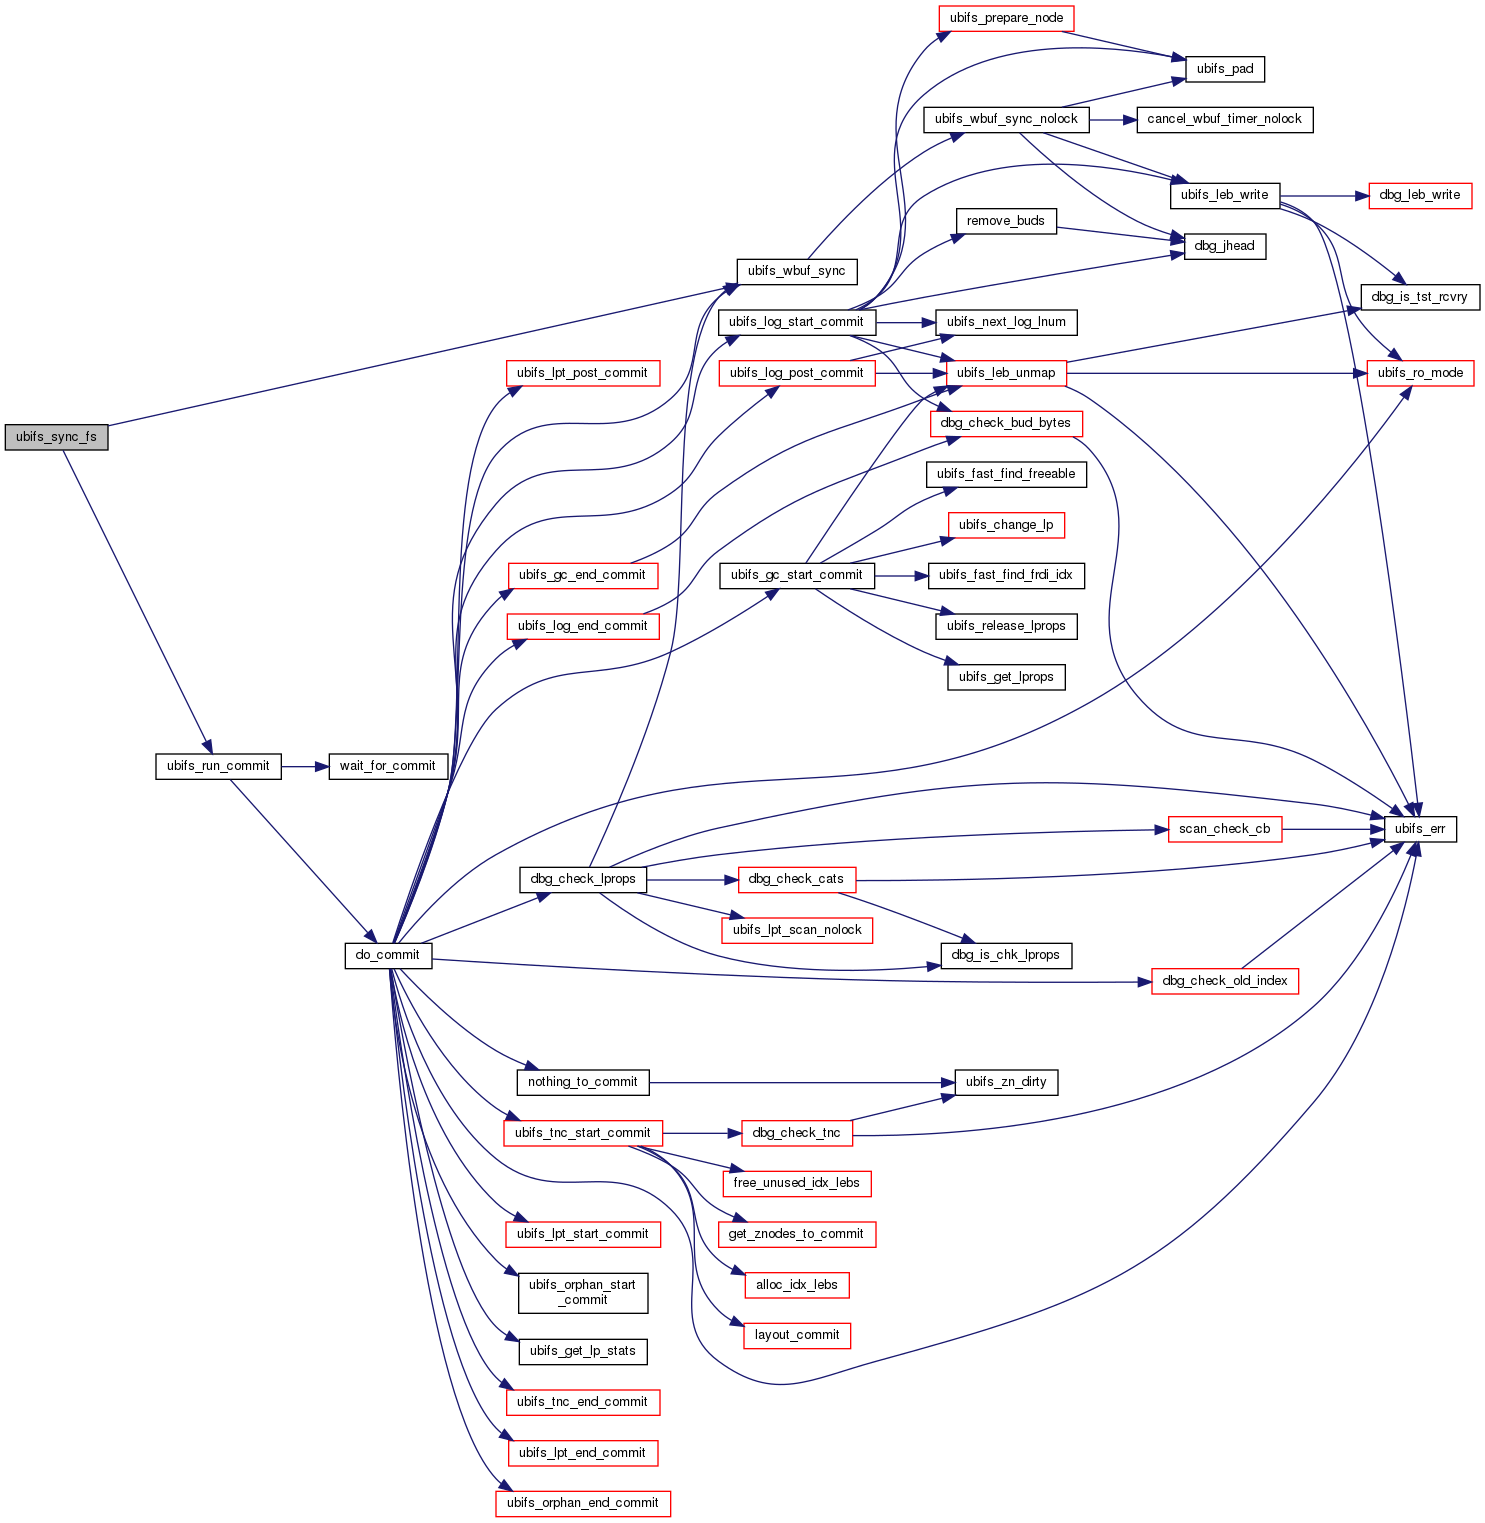 ubifs_prepare_node
ubifs_pad
ubifs_wbuf_sync_nolock
cancel_wbuf_timer_nolock
ubifs_leb_write
dbg_leb_write
remove_buds
dbg_jhead
ubifs_wbuf_sync
dbg_is_tst_rcvry
ubifs_log_start_commit
ubifs_next_log_lnum
ubifs_lpt_post_commit
ubifs_log_post_commit
ubifs_leb_unmap
ubifs_ro_mode
dbg_check_bud_bytes
ubifs_sync_fs
ubifs_fast_find_freeable
ubifs_change_lp
ubifs_gc_end_commit
ubifs_gc_start_commit
ubifs_fast_find_frdi_idx
ubifs_log_end_commit
ubifs_release_lprops
ubifs_get_lprops
ubifs_run_commit
wait_for_commit
scan_check_cb
ubifs_err
dbg_check_lprops
dbg_check_cats
ubifs_lpt_scan_nolock
do_commit
dbg_is_chk_lprops
dbg_check_old_index
nothing_to_commit
ubifs_zn_dirty
ubifs_tnc_start_commit
dbg_check_tnc
free_unused_idx_lebs
ubifs_lpt_start_commit
get_znodes_to_commit
ubifs_orphan_start
_commit
alloc_idx_lebs
layout_commit
ubifs_get_lp_stats
ubifs_tnc_end_commit
ubifs_lpt_end_commit
ubifs_orphan_end_commit